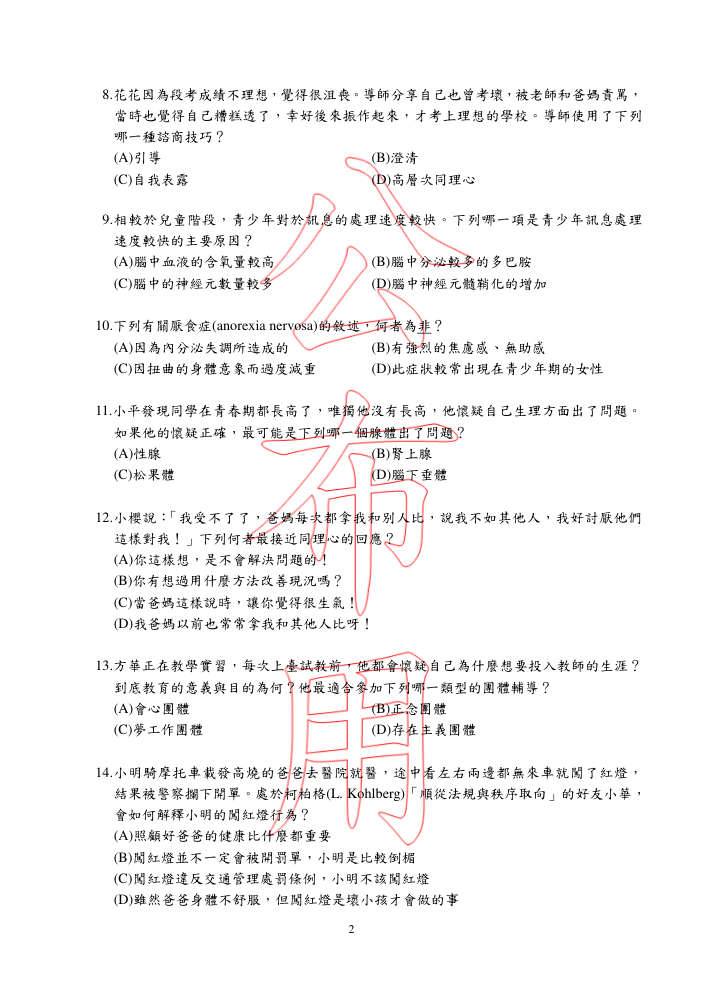 8.花花因為段考成績不理想，覺得很沮喪。導師分享自己也曾考壞，被老師和爸媽責罵，
當時也覺得自己糟糕透了，幸好後來振作起來，才考上理想的學校。導師使用了下列
哪一種諮商技巧？
(A)引導 (B)澄清
(C)自我表露 (D)高層次同理心
9.相較於兒童階段，青少年對於訊息的處理速度較快。下列哪一項是青少年訊息處理
速度較快的主要原因？
(A)腦中血液的含氧量較高 (B)腦中分泌較多的多巴胺
(C)腦中的神經元數量較多 (D)腦中神經元髓鞘化的增加
10.下列有關厭食症(anorexia nervosa)的敘述，何者為非？
(A)因為內分泌失調所造成的 (B)有強烈的焦慮感、無助感
(C)因扭曲的身體意象而過度減重 (D)此症狀較常出現在青少年期的女性
11.小平發現同學在青春期都長高了，唯獨他沒有長高，他懷疑自己生理方面出了問題。
如果他的懷疑正確，最可能是下列哪一個腺體出了問題？
(A)性腺 (B)腎上腺
(C)松果體 (D)腦下垂體
12.小櫻說：「我受不了了，爸媽每次都拿我和別人比，說我不如其他人，我好討厭他們
這樣對我！」下列何者最接近同理心的回應？
(A)你這樣想，是不會解決問題的！
(B)你有想過用什麼方法改善現況嗎？
(C)當爸媽這樣說時，讓你覺得很生氣！
(D)我爸媽以前也常常拿我和其他人比呀！
13.方華正在教學實習，每次上臺試教前，他都會懷疑自己為什麼想要投入教師的生涯？
到底教育的意義與目的為何？他最適合參加下列哪一類型的團體輔導？
(A)會心團體 (B)正念團體
(C)夢工作團體 (D)存在主義團體
14.小明騎摩托車載發高燒的爸爸去醫院就醫，途中看左右兩邊都無來車就闖了紅燈，
結果被警察攔下開單。處於柯柏格(L. Kohlberg)「順從法規與秩序取向」的好友小華，
會如何解釋小明的闖紅燈行為？
(A)照顧好爸爸的健康比什麼都重要
(B)闖紅燈並不一定會被開罰單，小明是比較倒楣
(C)闖紅燈違反交通管理處罰條例，小明不該闖紅燈
(D)雖然爸爸身體不舒服，但闖紅燈是壞小孩才會做的事
2
公布用